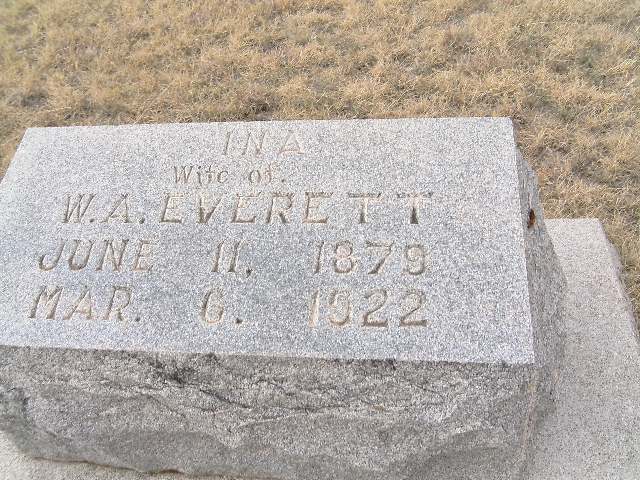 INA
Wife of
W.A. EVERETT
JUNE 11, 1879
MAR. 6. 1922